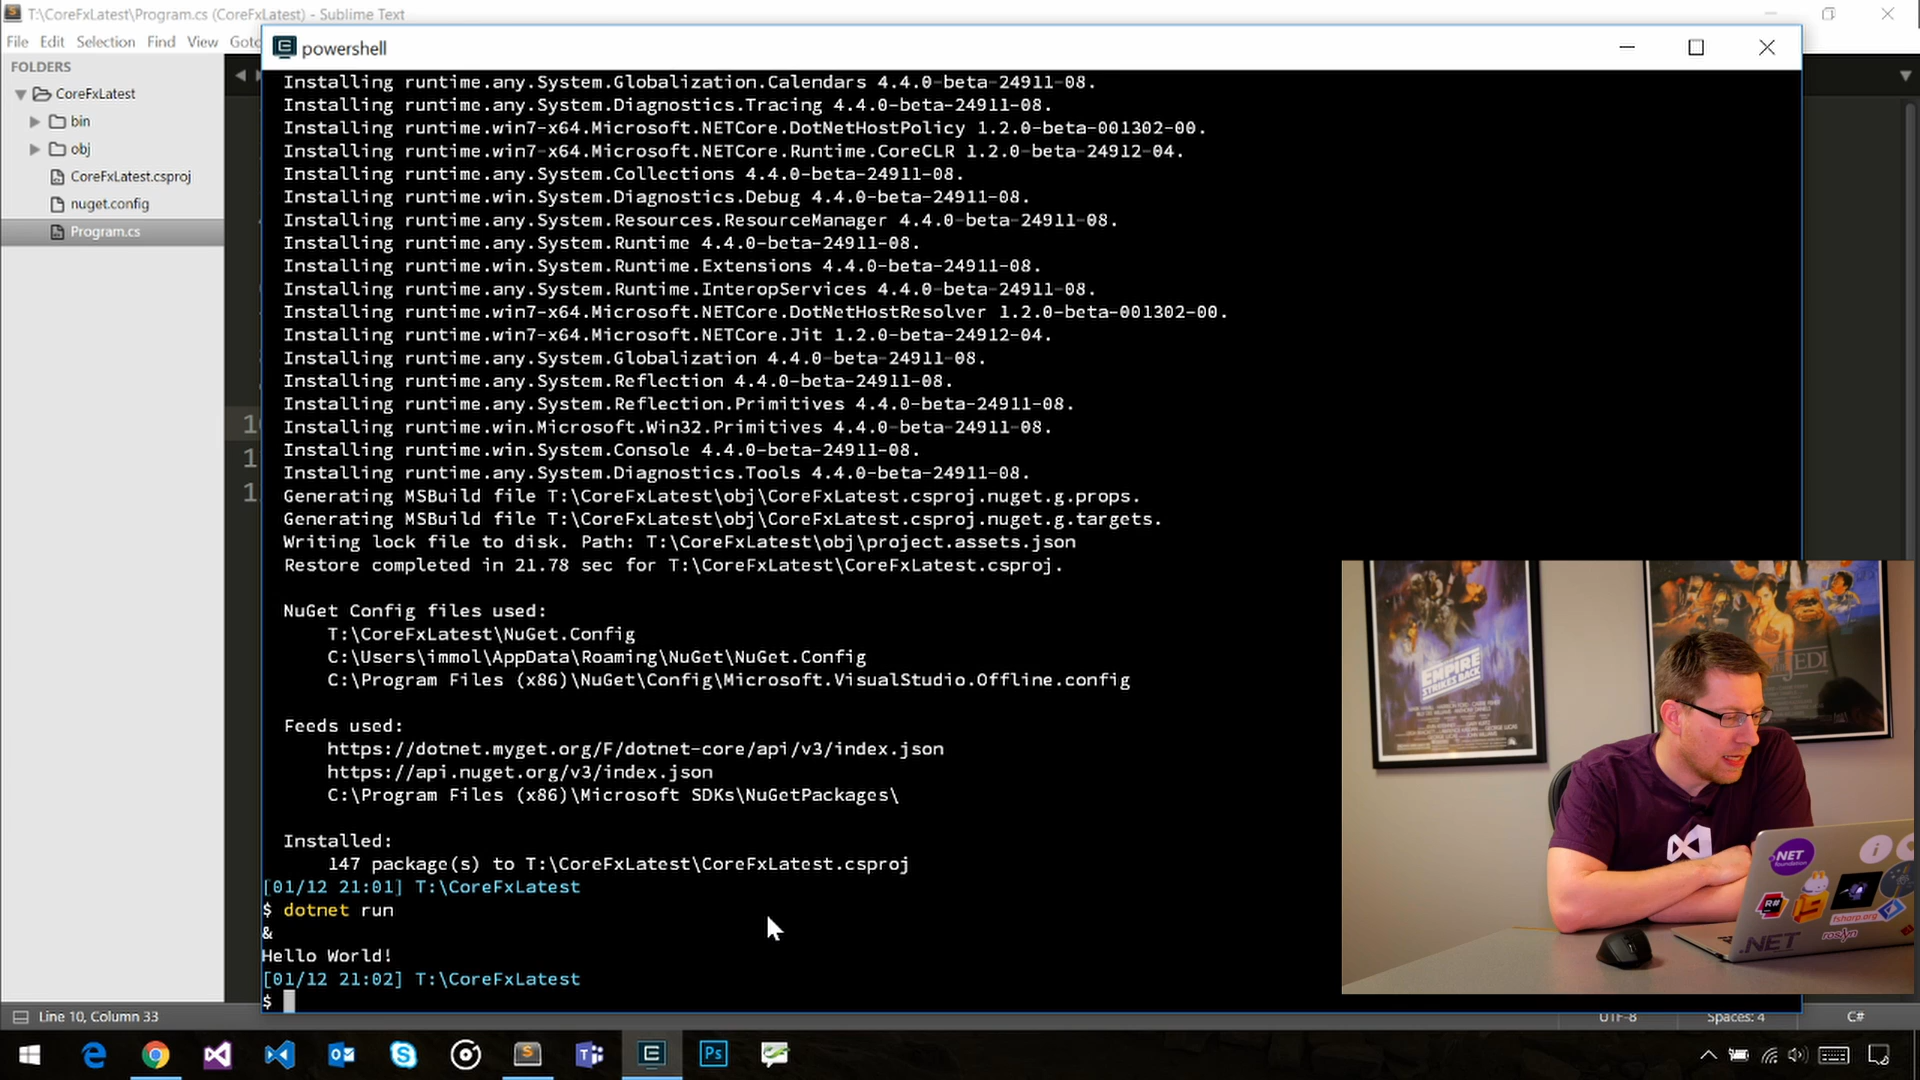 T:\CoreFxLatest\Program.cs (CoreFxLatest) - Sublime Text
File Edit Selection Find View Goto
FOLDERS
CoreFxLatest
bin
obj
CoreFxLatest.csproj
nuget.config
Program.cs
powershell
Installing runtime.any.System.Globalization.Calendars 4.4.0-beta-24911-08.
Installing runtime.any.System.Diagnostics.Tracing 4.4.0-beta-24911-08.
Installing runtime.win7-x64.Microsoft.NETCore.DotNetHostPolicy 1.2.0-beta-001302-00.
Installing runtime.win7-x64.Microsoft.NETCore.Runtime.CoreCLR 1.2.0-beta-24912-04.
Installing runtime.any.System.Collections 4.4.0-beta-24911-08.
Installing runtime.win.System.Diagnostics.Debug 4.4.0-beta-24911-08.
Installing runtime.any.System.Resources.ResourceManager 4.4.0-beta-24911-08.
Installing runtime.any.System.Runtime 4.4.0-beta-24911-08.
Installing runtime.win.System.Runtime.Extensions 4.4.0-beta-24911-08.
Installing runtime.any.System.Runtime.InteropServices 4.4.0-beta-24911-08.
Installing runtime.win7-x64.Microsoft.NETCore.DotNetHostResolver 1.2.0-beta-001302-00.
Installing runtime.win7-x64.Microsoft.NETCore.Jit 1.2.0-beta-24912-04.
Installing runtime.any.System.Globalization 4.4.0-beta-24911-08.
Installing runtime.any.System.Reflection 4.4.0-beta-24911-08.
Installing runtime.any.System.Reflection.Primitives 4.4.0-beta-24911-08.
Installing runtime.win.Microsoft.Win32.Primitives 4.4.0-beta-24911-08.
Installing runtime.win.System.Console 4.4.0-beta-24911-08.
Installing runtime.any.System.Diagnostics.Tools 4.4.0-beta-24911-08.
Generating MSBuild file T:\CoreFxLatest\obj\CoreFxLatest.csproj.nuget.g.props.
Generating MSBuild file T:\CoreFxLatest\obj\CoreFxLatest.csproj.nuget.g.targets.
Writing lock file to disk. Path: T:\CoreFxLatest\obj\project.assets.json
Restore completed in 21.78 sec for T:\CoreFxLatest\CoreFxLatest.csproj.
NuGet Config files used:
T:\CoreFxLatest\NuGet.Config
C:\Users\immol\AppData\Roaming\NuGet\NuGet.Config
C:\Program Files (x86)\NuGet\Config\Microsoft.VisualStudio.Offline.config
Feeds used:
https://dotnet.myget.org/F/dotnet-core/api/v3/index.json
https://api.nuget.org/v3/index.json
C:\Program Files (x86)\Microsoft SDKs\NuGetPackages\
Installed:
147 package(s) to T:\CoreFxLatest\CoreFxLatest.csproj
[01/12 21:01] T:\CoreFxLatest
$ dotnet run
&
Hello World!
[01/12 21:02] T:\CoreFxLatest
$
Line 10, Column 33
UTF-8
Spaces: 4
C#
EMPIRE
STRIKES BACK
JEDI
.NET
Foundation
R#
fsharp.org
roslyn
.NET
Ps